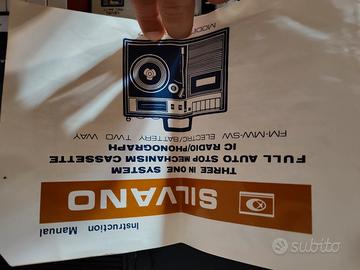 Instruction Manual
SILVANO
THREE IN ONE SYSTEM
FULL AUTO STOP MECHANISM CASSETTE
IC RADIO/PHONOGRAPH
FM-MW-SW ELECTRIC/BATTERY TWO WAY
MODEL
subito